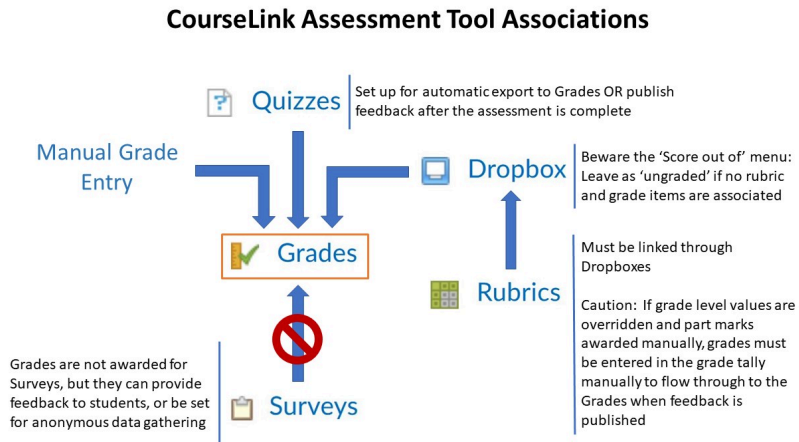 CourseLink Assessment Tool Associations
Quizzes
Set up for automatic export to Grades OR publish
feedback after the assessment is complete
Manual Grade
Entry
Dropbox
Beware the ‘Score out of’ menu:
Leave as ‘ungraded’ if no rubric
and grade items are associated
Grades
Rubrics
Must be linked through
Dropboxes
Caution:  If grade level values are
overridden and part marks
awarded manually, grades must
be entered in the grade tally
manually to flow through to the
Grades when feedback is
published
Grades are not awarded for
Surveys, but they can provide
feedback to students, or be set
for anonymous data gathering
Surveys